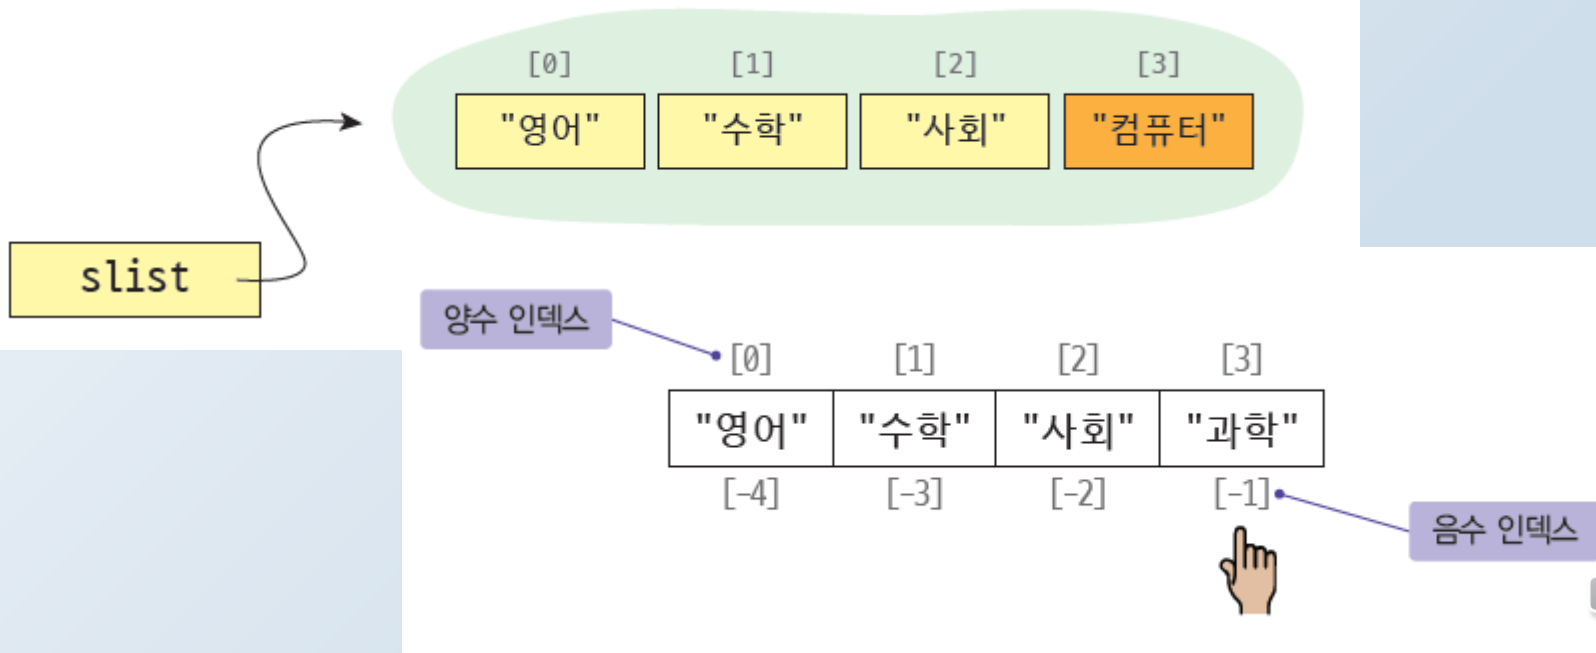 [0] [1] [2] [3]
"영어" "수학" "사회" "컴퓨터"
slist
양수 인덱스
[0] [1] [2] [3]
"영어" "수학" "사회" "과학"
[-4] [-3] [-2] [-1]
음수 인덱스